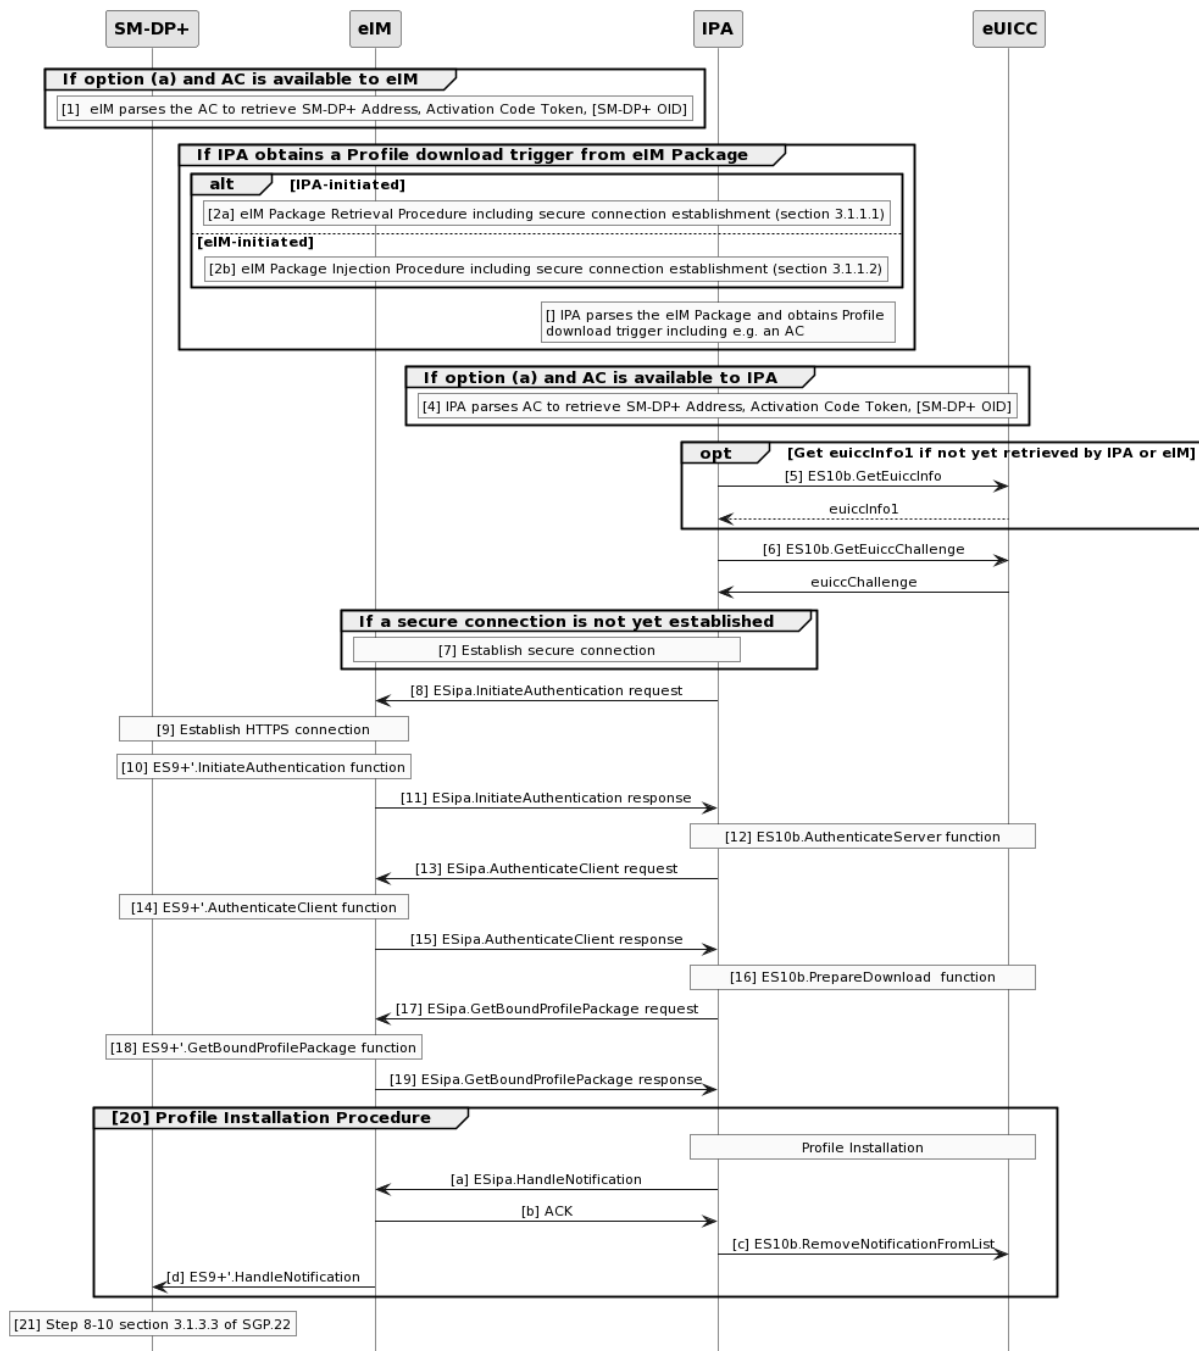 SM-DP+ eIM IPA eUICC
If option (a) and AC is available to eIM
[1]  eIM parses the AC to retrieve SM-DP+ Address, Activation Code Token, [SM-DP+ OID]
If IPA obtains a Profile download trigger from eIM Package
alt [IPA-initiated]
[2a] eIM Package Retrieval Procedure including secure connection establishment (section 3.1.1.1)
[eIM-initiated]
[2b] eIM Package Injection Procedure including secure connection establishment (section 3.1.1.2)
[] IPA parses the eIM Package and obtains Profile
download trigger including e.g. an AC
If option (a) and AC is available to IPA
[4] IPA parses AC to retrieve SM-DP+ Address, Activation Code Token, [SM-DP+ OID]
opt [Get euiccInfo1 if not yet retrieved by IPA or eIM]
[5] ES10b.GetEuiccInfo
euiccInfo1
[6] ES10b.GetEuiccChallenge
euiccChallenge
If a secure connection is not yet established
[7] Establish secure connection
[8] ESipa.InitiateAuthentication request
[9] Establish HTTPS connection
[10] ES9+'.InitiateAuthentication function
[11] ESipa.InitiateAuthentication response
[12] ES10b.AuthenticateServer function
[13] ESipa.AuthenticateClient request
[14] ES9+'.AuthenticateClient function
[15] ESipa.AuthenticateClient response
[16] ES10b.PrepareDownload  function
[17] ESipa.GetBoundProfilePackage request
[18] ES9+'.GetBoundProfilePackage function
[19] ESipa.GetBoundProfilePackage response
[20] Profile Installation Procedure
Profile Installation
[a] ESipa.HandleNotification
[b] ACK
[c] ES10b.RemoveNotificationFromList
[d] ES9+'.HandleNotification
[21] Step 8-10 section 3.1.3.3 of SGP.22